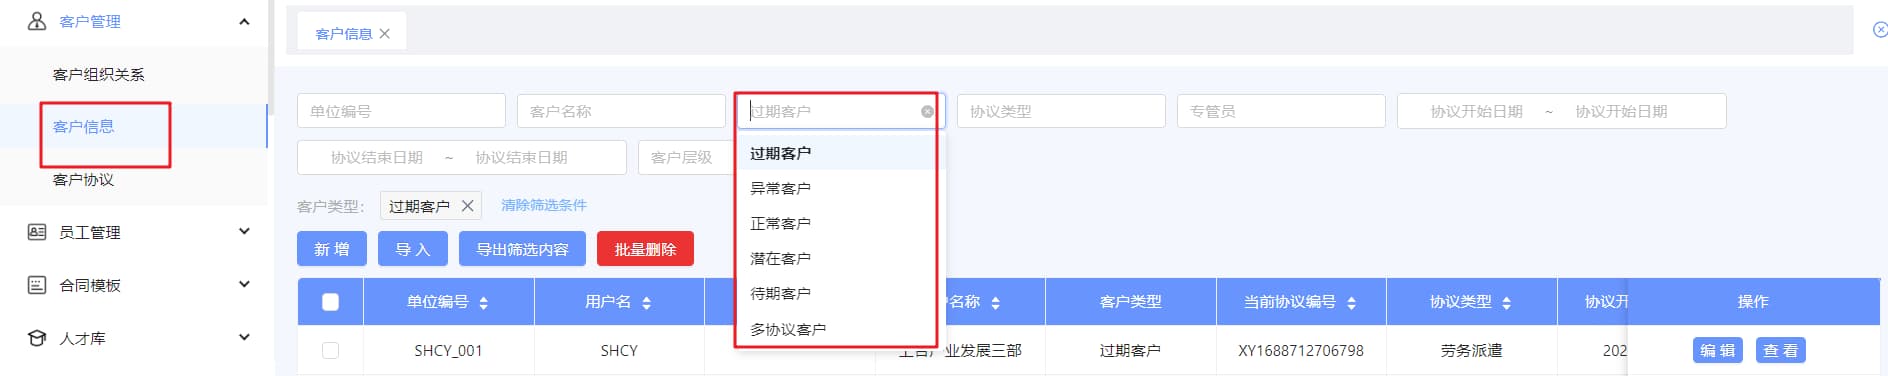 客户管理
客户组织关系
客户信息
客户协议
员工管理
合同模板
人才库
客户信息
单位编号 客户名称 过期客户 协议类型 专管员 协议开始日期 ~ 协议开始日期
协议结束日期 ~ 协议结束日期 客户层级
过期客户
异常客户
正常客户
潜在客户
待期客户
多协议客户
客户类型: 过期客户 清除筛选条件
新 增 导 入 导出筛选内容 批量删除
单位编号 用户名 名称 客户类型 当前协议编号 协议类型 协议开 操作
SHCY_001 SHCY 产业发展三部 过期客户 XY1688712706798 劳务派遣 202 编 辑 查 看